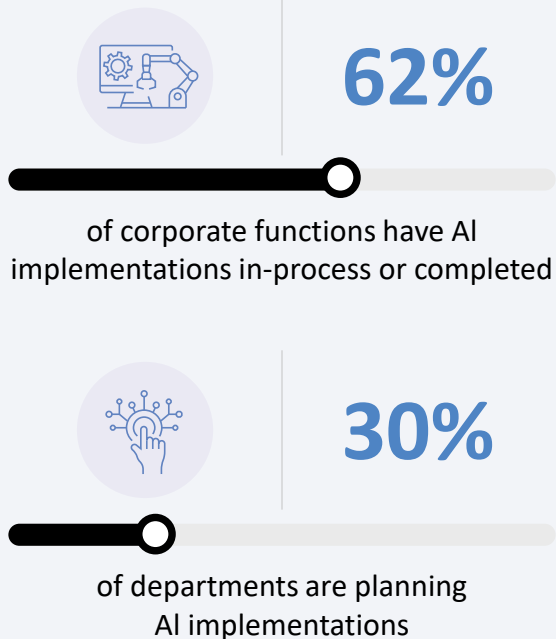 62%
of corporate functions have AI
implementations in-process or completed
30%
of departments are planning
AI implementations